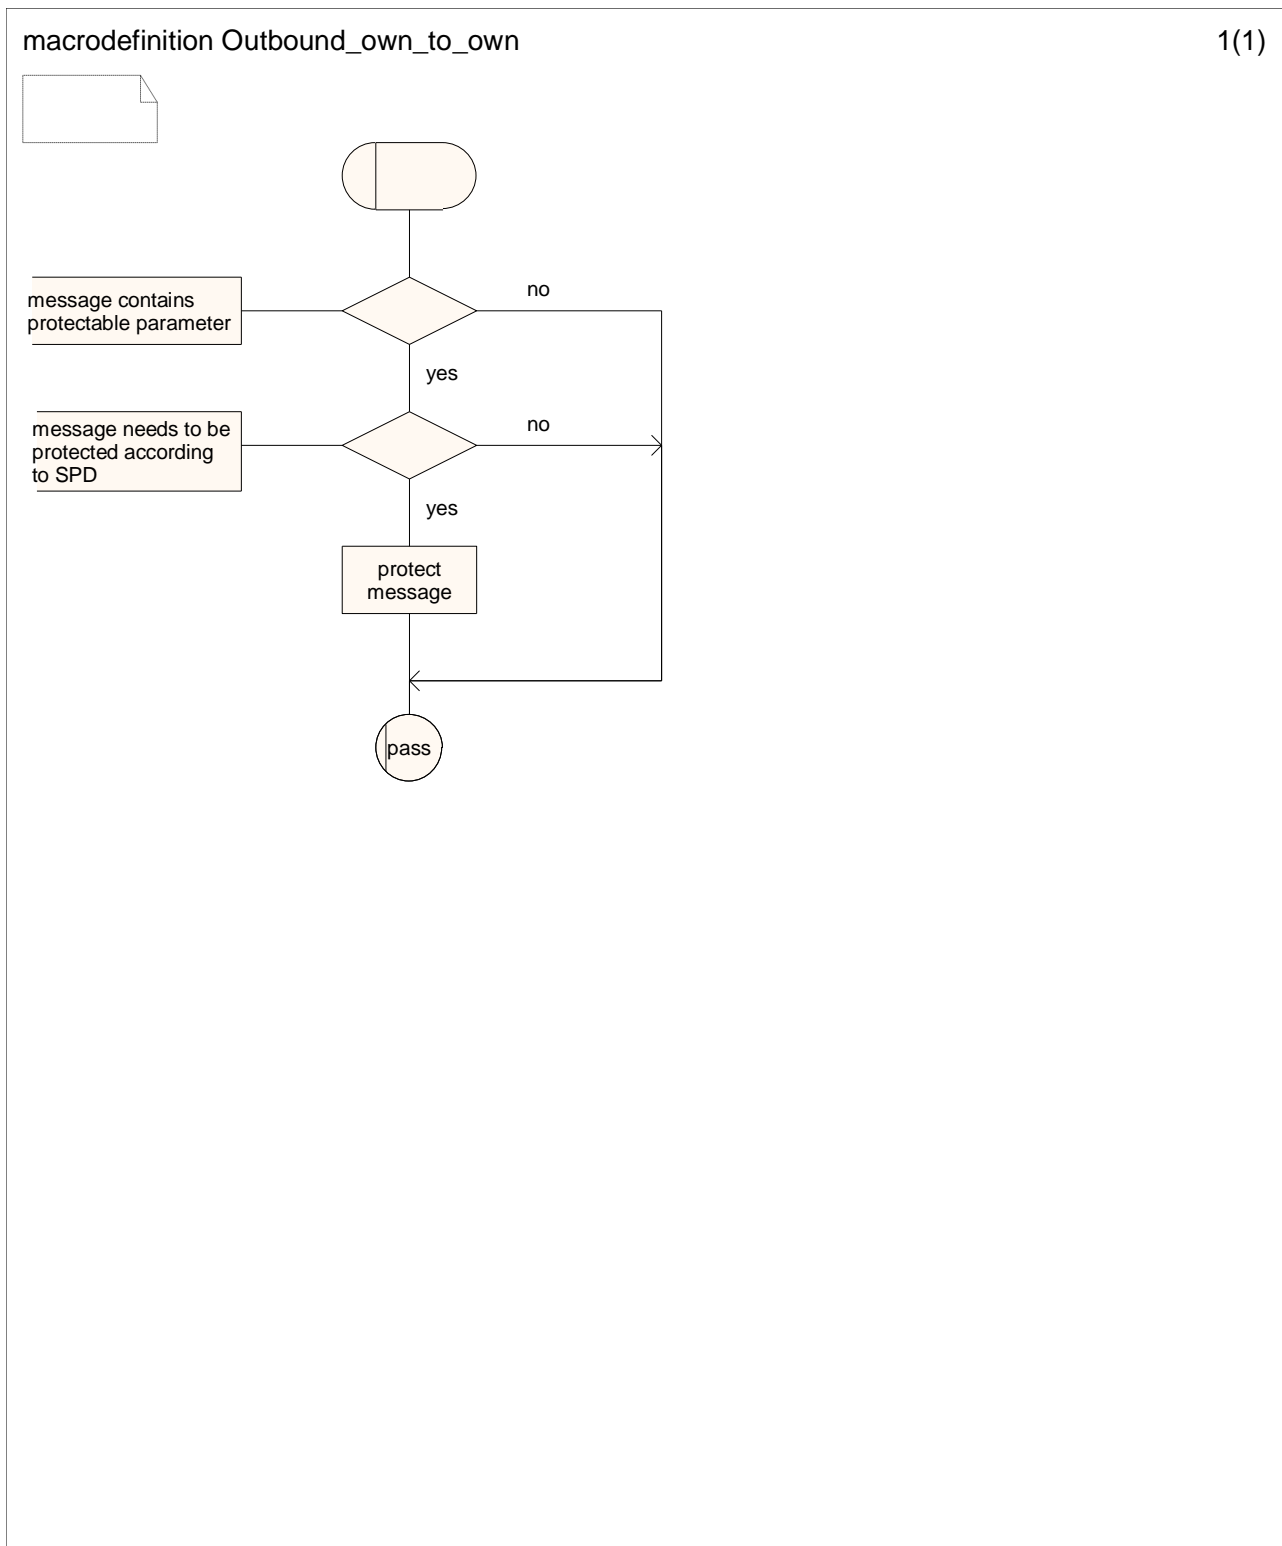 macrodefinition Outbound_own_to_own
1(1)
message contains
protectable parameter
no
yes
message needs to be
protected according
to SPD
no
yes
protect
message
pass